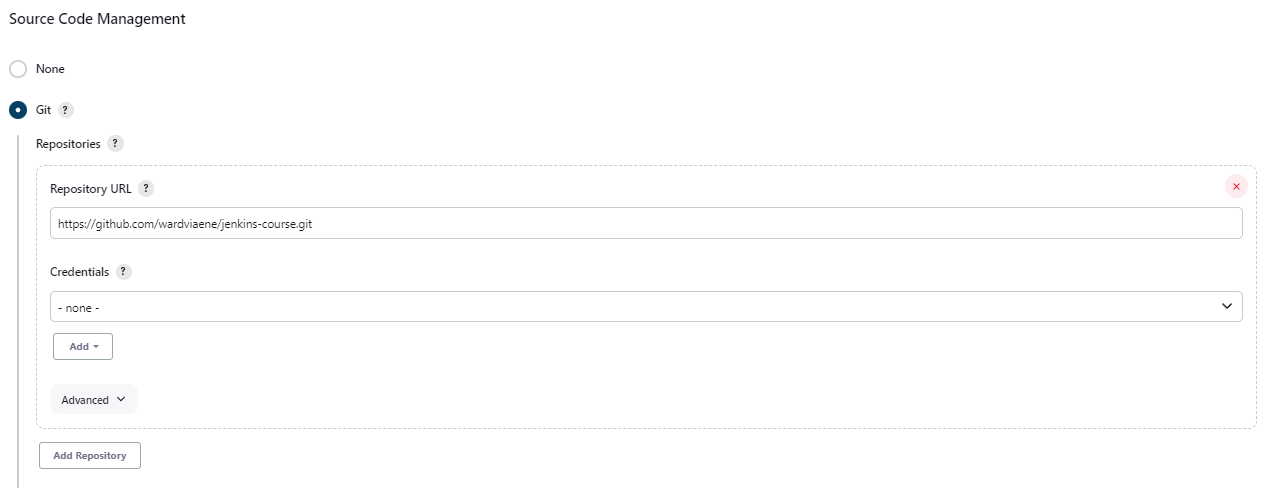 Source Code Management
None
Git ?
Repositories ?
Repository URL ?
https://github.com/wardviaene/jenkins-course.git
Credentials ?
- none -
Add
Advanced
Add Repository